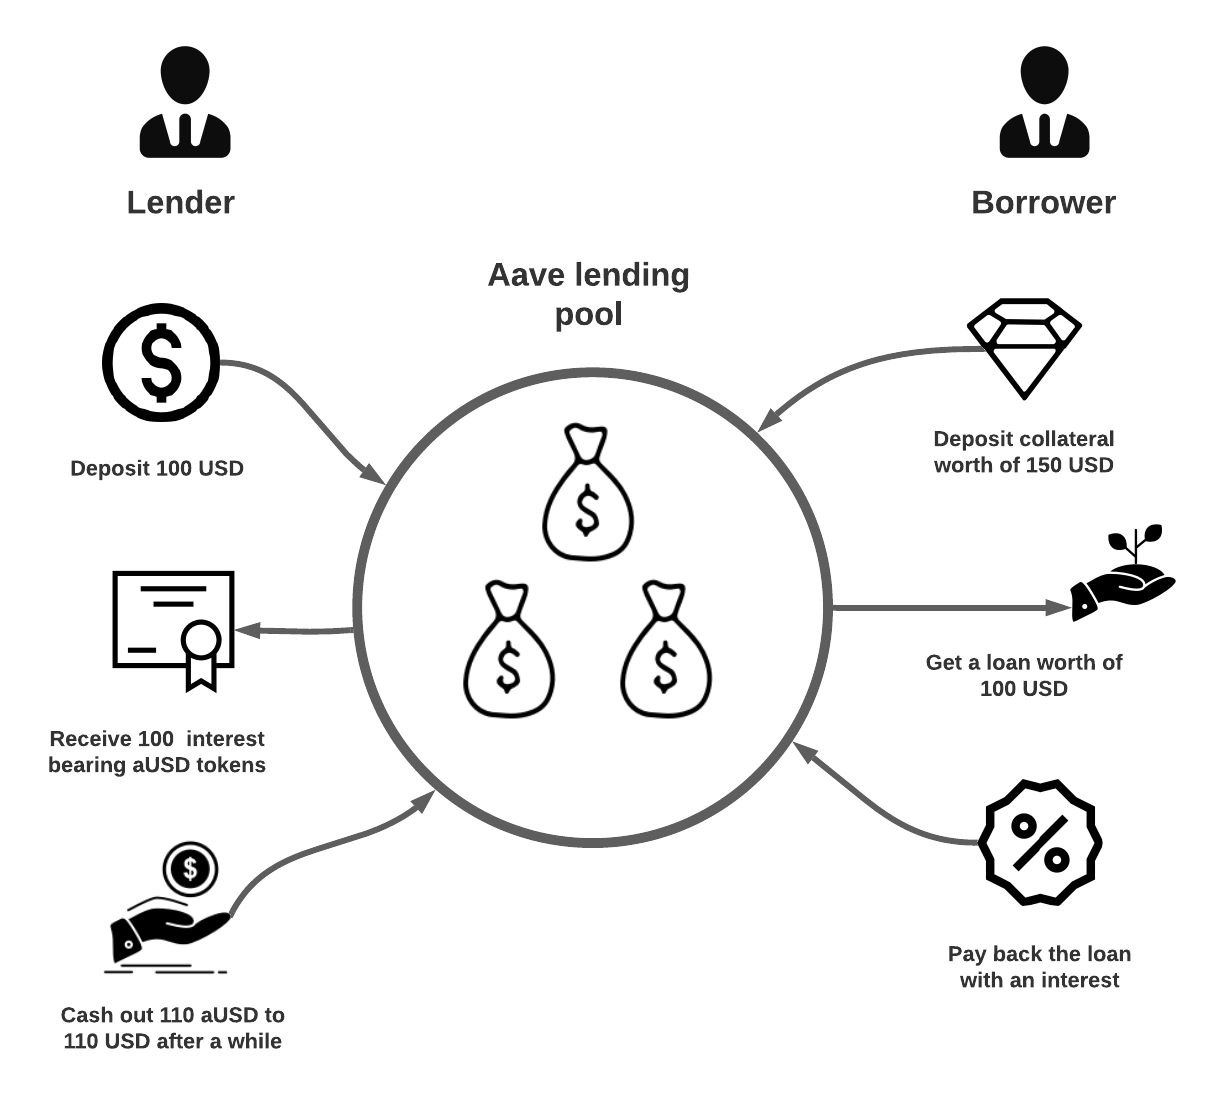 Lender
Borrower
Aave lending
pool
$
Deposit 100 USD
Deposit collateral
worth of 150 USD
$
$
$
Receive 100  interest
bearing aUSD tokens
Get a loan worth of
100 USD
$
Cash out 110 aUSD to
110 USD after a while
%
Pay back the loan
with an interest